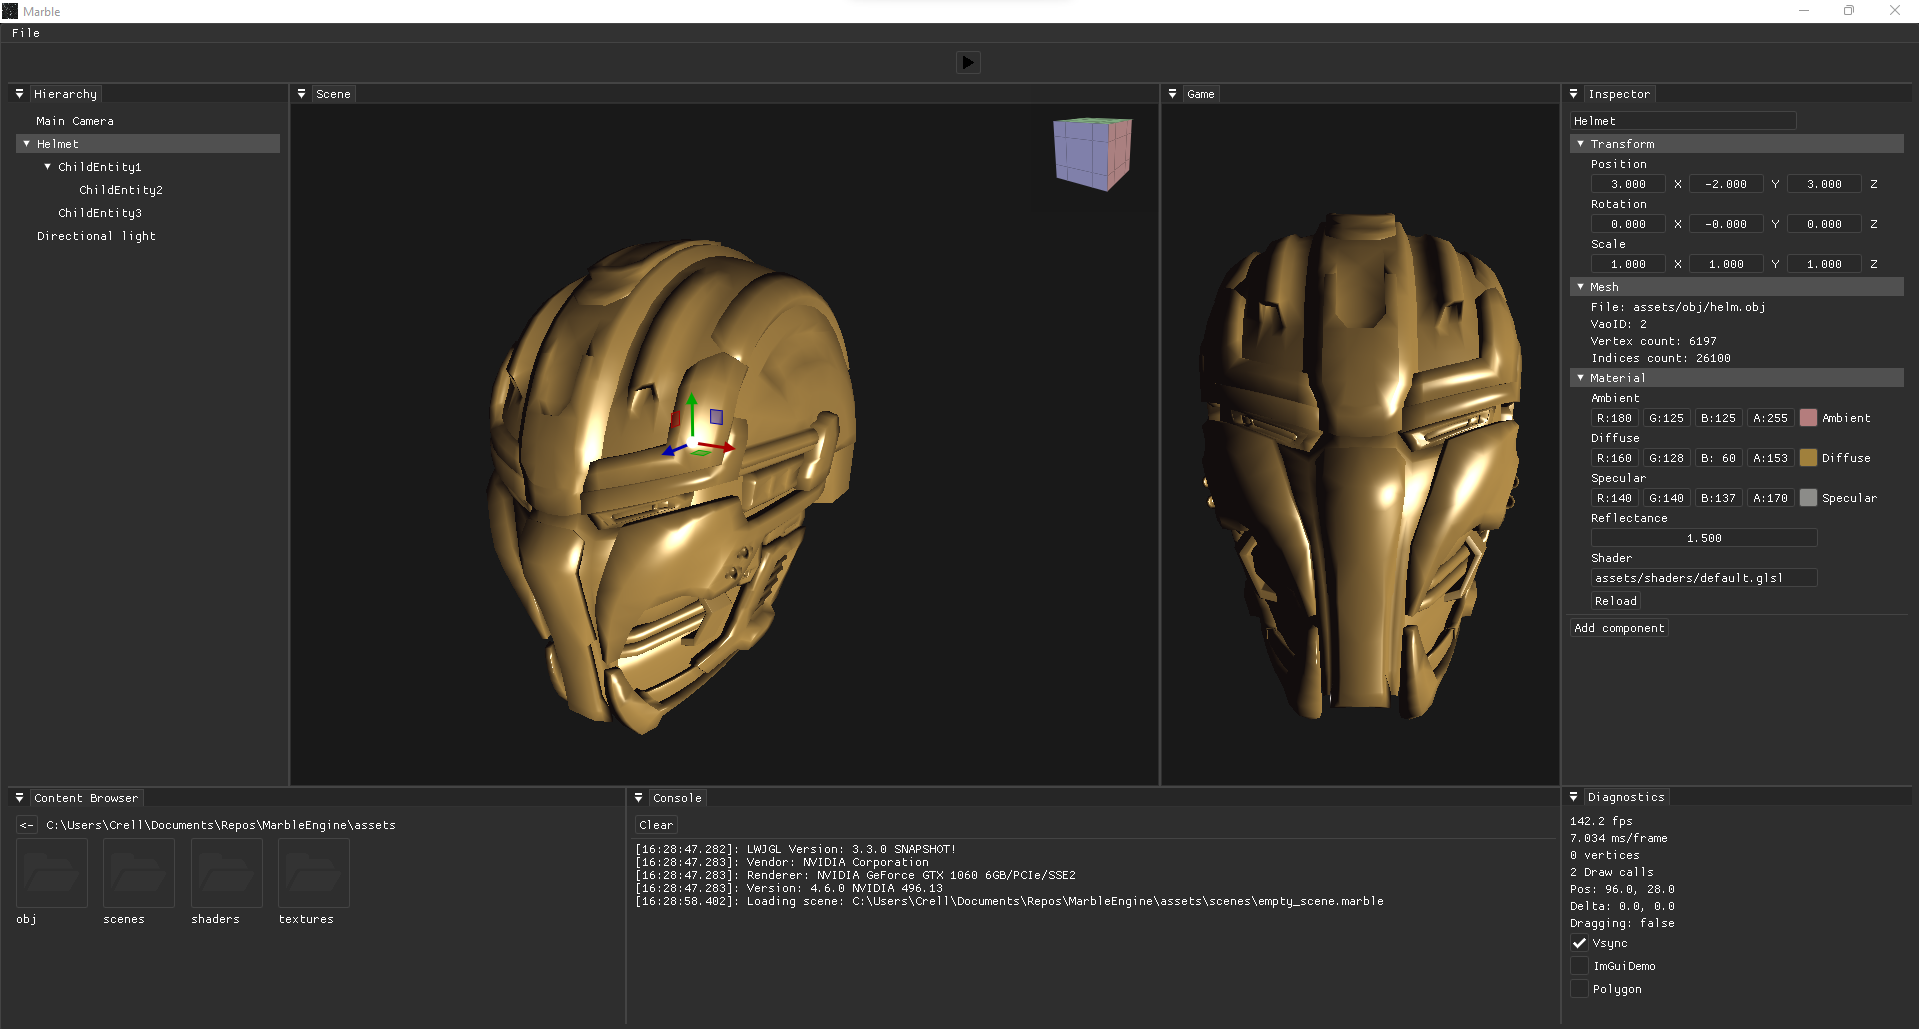 Marble
File
Hierarchy
Main Camera
Helmet
ChildEntity1
ChildEntity2
ChildEntity3
Directional light
Scene
Game
Inspector
Helmet
Transform
Position
3.000 X -2.000 Y 3.000 Z
Rotation
0.000 X -0.000 Y 0.000 Z
Scale
1.000 X 1.000 Y 1.000 Z
Mesh
File: assets/obj/helm.obj
VaoID: 2
Vertex count: 6197
Indices count: 26100
Material
Ambient
R:180 G:125 B:125 A:255 Ambient
Diffuse
R:160 G:128 B: 60 A:153 Diffuse
Specular
R:140 G:140 B:137 A:170 Specular
Reflectance
1.500
Shader
assets/shaders/default.glsl
Reload
Add component
Content Browser
<- C:\Users\Crell\Documents\Repos\MarbleEngine\assets
obj scenes shaders textures
Console
Clear
[16:28:47.282]: LWJGL Version: 3.3.0 SNAPSHOT!
[16:28:47.283]: Vendor: NVIDIA Corporation
[16:28:47.283]: Renderer: NVIDIA GeForce GTX 1060 6GB/PCIe/SSE2
[16:28:47.283]: Version: 4.6.0 NVIDIA 496.13
[16:28:58.402]: Loading scene: C:\Users\Crell\Documents\Repos\MarbleEngine\assets\scenes\empty_scene.marble
Diagnostics
142.2 fps
7.034 ms/frame
0 vertices
2 Draw calls
Pos: 96.0, 28.0
Delta: 0.0, 0.0
Dragging: false
Vsync
ImGuiDemo
Polygon